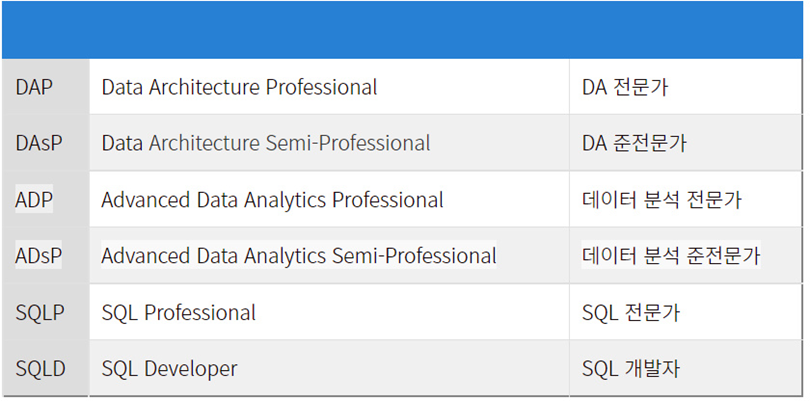 DAP Data Architecture Professional DA 전문가
DAsP Data Architecture Semi-Professional DA 준전문가
ADP Advanced Data Analytics Professional 데이터 분석 전문가
ADsP Advanced Data Analytics Semi-Professional 데이터 분석 준전문가
SQLP SQL Professional SQL 전문가
SQLD SQL Developer SQL 개발자